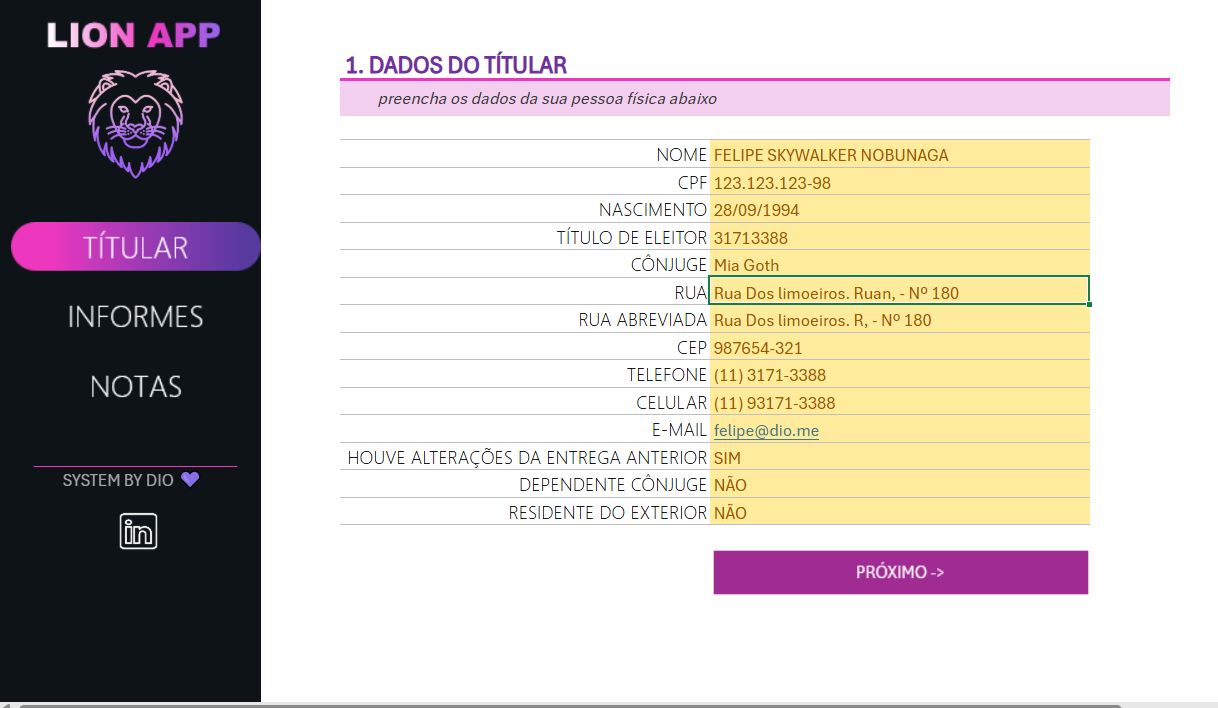 LION APP
TÍTULAR
INFORMES
NOTAS
SYSTEM BY DIO
in
1. DADOS DO TÍTULAR
preencha os dados da sua pessoa física abaixo
NOME FELIPE SKYWALKER NOBUNAGA
CPF 123.123.123-98
NASCIMENTO 28/09/1994
TÍTULO DE ELEITOR 31713388
CÔNJUGE Mia Goth
RUA Rua Dos limoeiros. Ruan, - Nº 180
RUA ABREVIADA Rua Dos limoeiros. R, - Nº 180
CEP 987654-321
TELEFONE (11) 3171-3388
CELULAR (11) 93171-3388
E-MAIL felipe@dio.me
HOUVE ALTERAÇÕES DA ENTREGA ANTERIOR SIM
DEPENDENTE CÔNJUGE NÃO
RESIDENTE DO EXTERIOR NÃO
PRÓXIMO ->